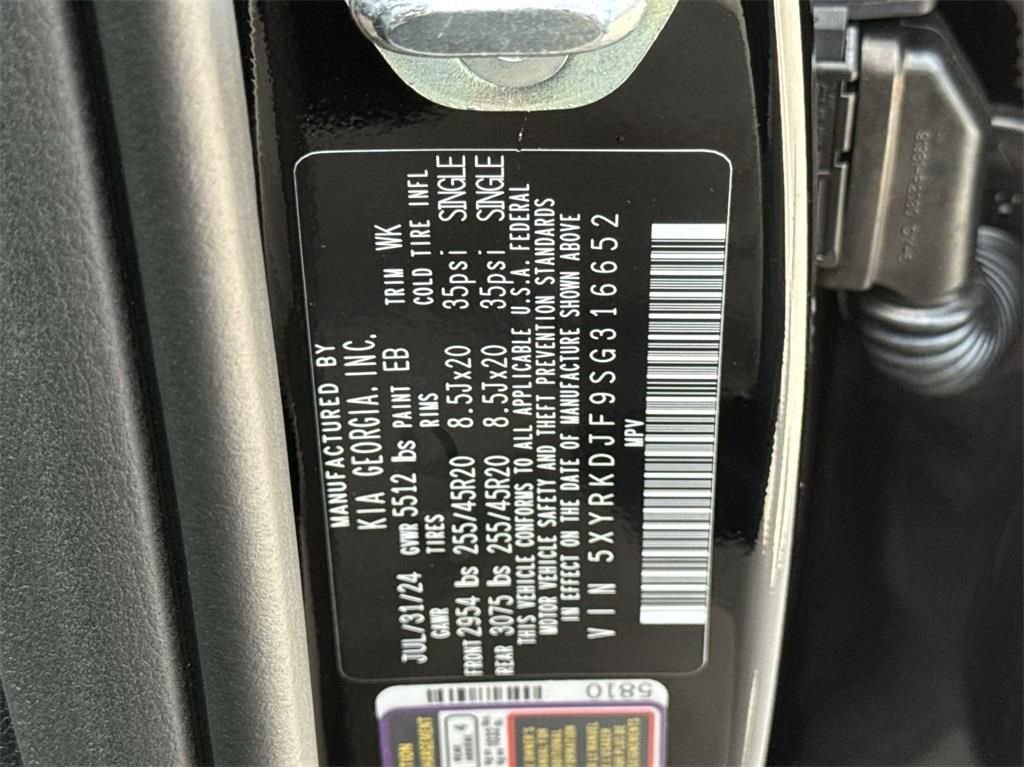 MANUFACTURED BY
KIA GEORGIA. INC.
JUL/31/24 GVWR 5512 lbs PAINT EB TRIM WK
GAWR TIRES RIMS COLD TIRE INFL
FRONT 2954 lbs 255/45R20 8.5Jx20 35psi SINGLE
REAR 3075 lbs 255/45R20 8.5Jx20 35psi SINGLE
THIS VEHICLE CONFORMS TO ALL APPLICABLE U.S.A. FEDERAL
MOTOR VEHICLE SAFETY AND THEFT PREVENTION STANDARDS
IN EFFECT ON THE DATE OF MANUFACTURE SHOWN ABOVE
VIN 5XYRKDJF9SG316652
MPV
5810